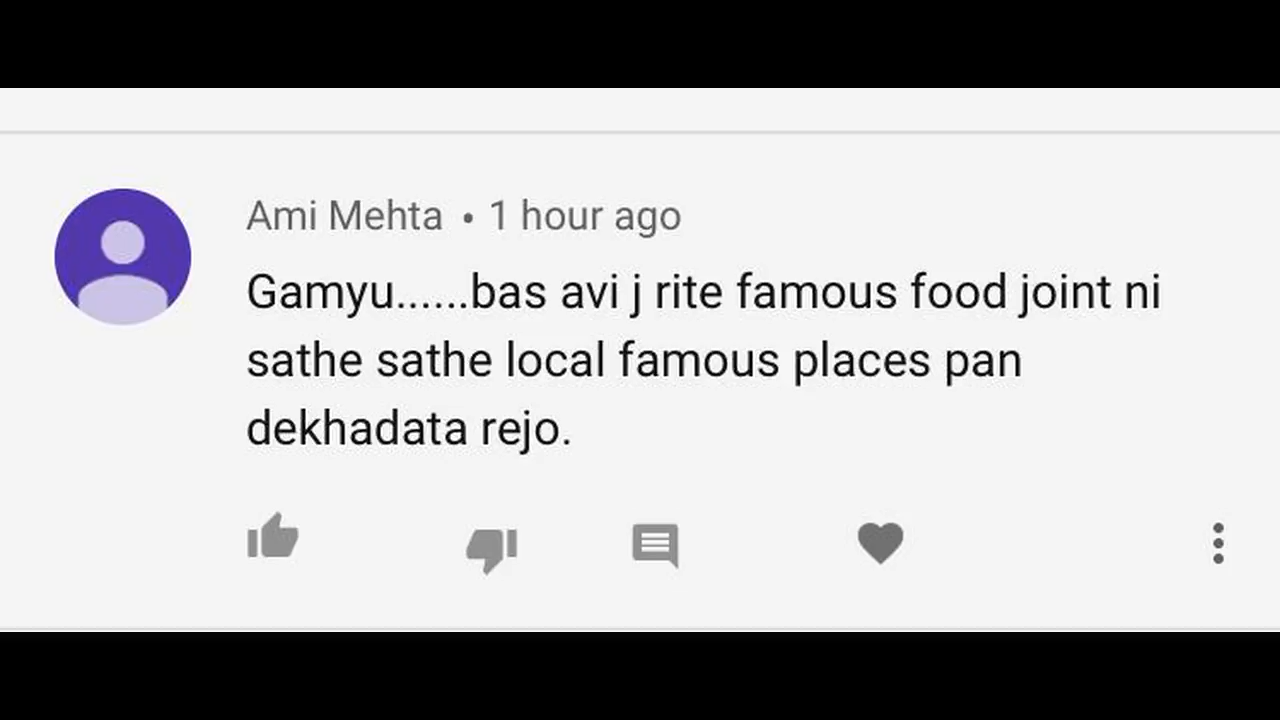 Ami Mehta • 1 hour ago
Gamyu......bas avi j rite famous food joint ni
sathe sathe local famous places pan
dekhadata rejo.